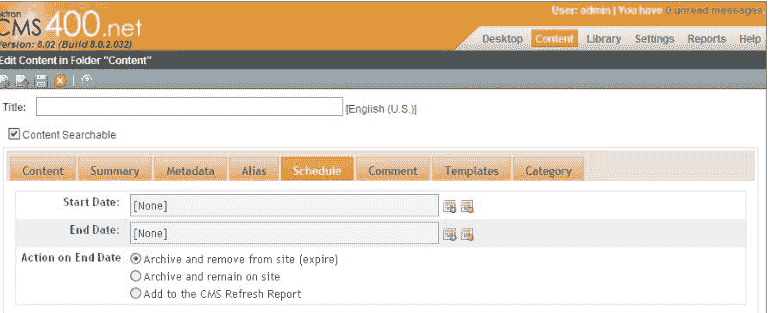 ektron
CMS400.net
Version: 8.02 (Build 8.0.2.032)
User: admin | You have 0 unread messages
Desktop Content Library Settings Reports Help
Edit Content in Folder "Content"
Title: [English (U.S.)]
Content Searchable
Content Summary Metadata Alias Schedule Comment Templates Category
Start Date: [None]
End Date: [None]
Action on End Date Archive and remove from site (expire)
Archive and remain on site
Add to the CMS Refresh Report